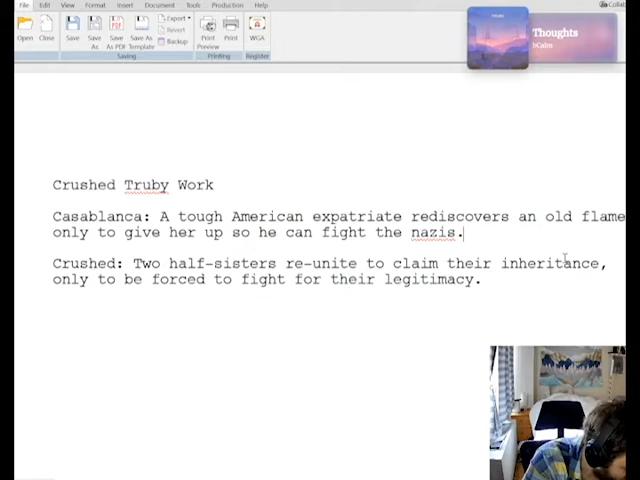 File Edit Format Insert Document Tools Production Help
Collab
Open Close Save Save As Save As PDF Save As Template Export Revert Backup Print Preview Print WGA
Saving Printing Register
Thoughts
bCalm
Crushed Truby Work
Casablanca: A tough American expatriate rediscovers an old flame
only to give her up so he can fight the nazis.
Crushed: Two half-sisters re-unite to claim their inheritance,
only to be forced to fight for their legitimacy.